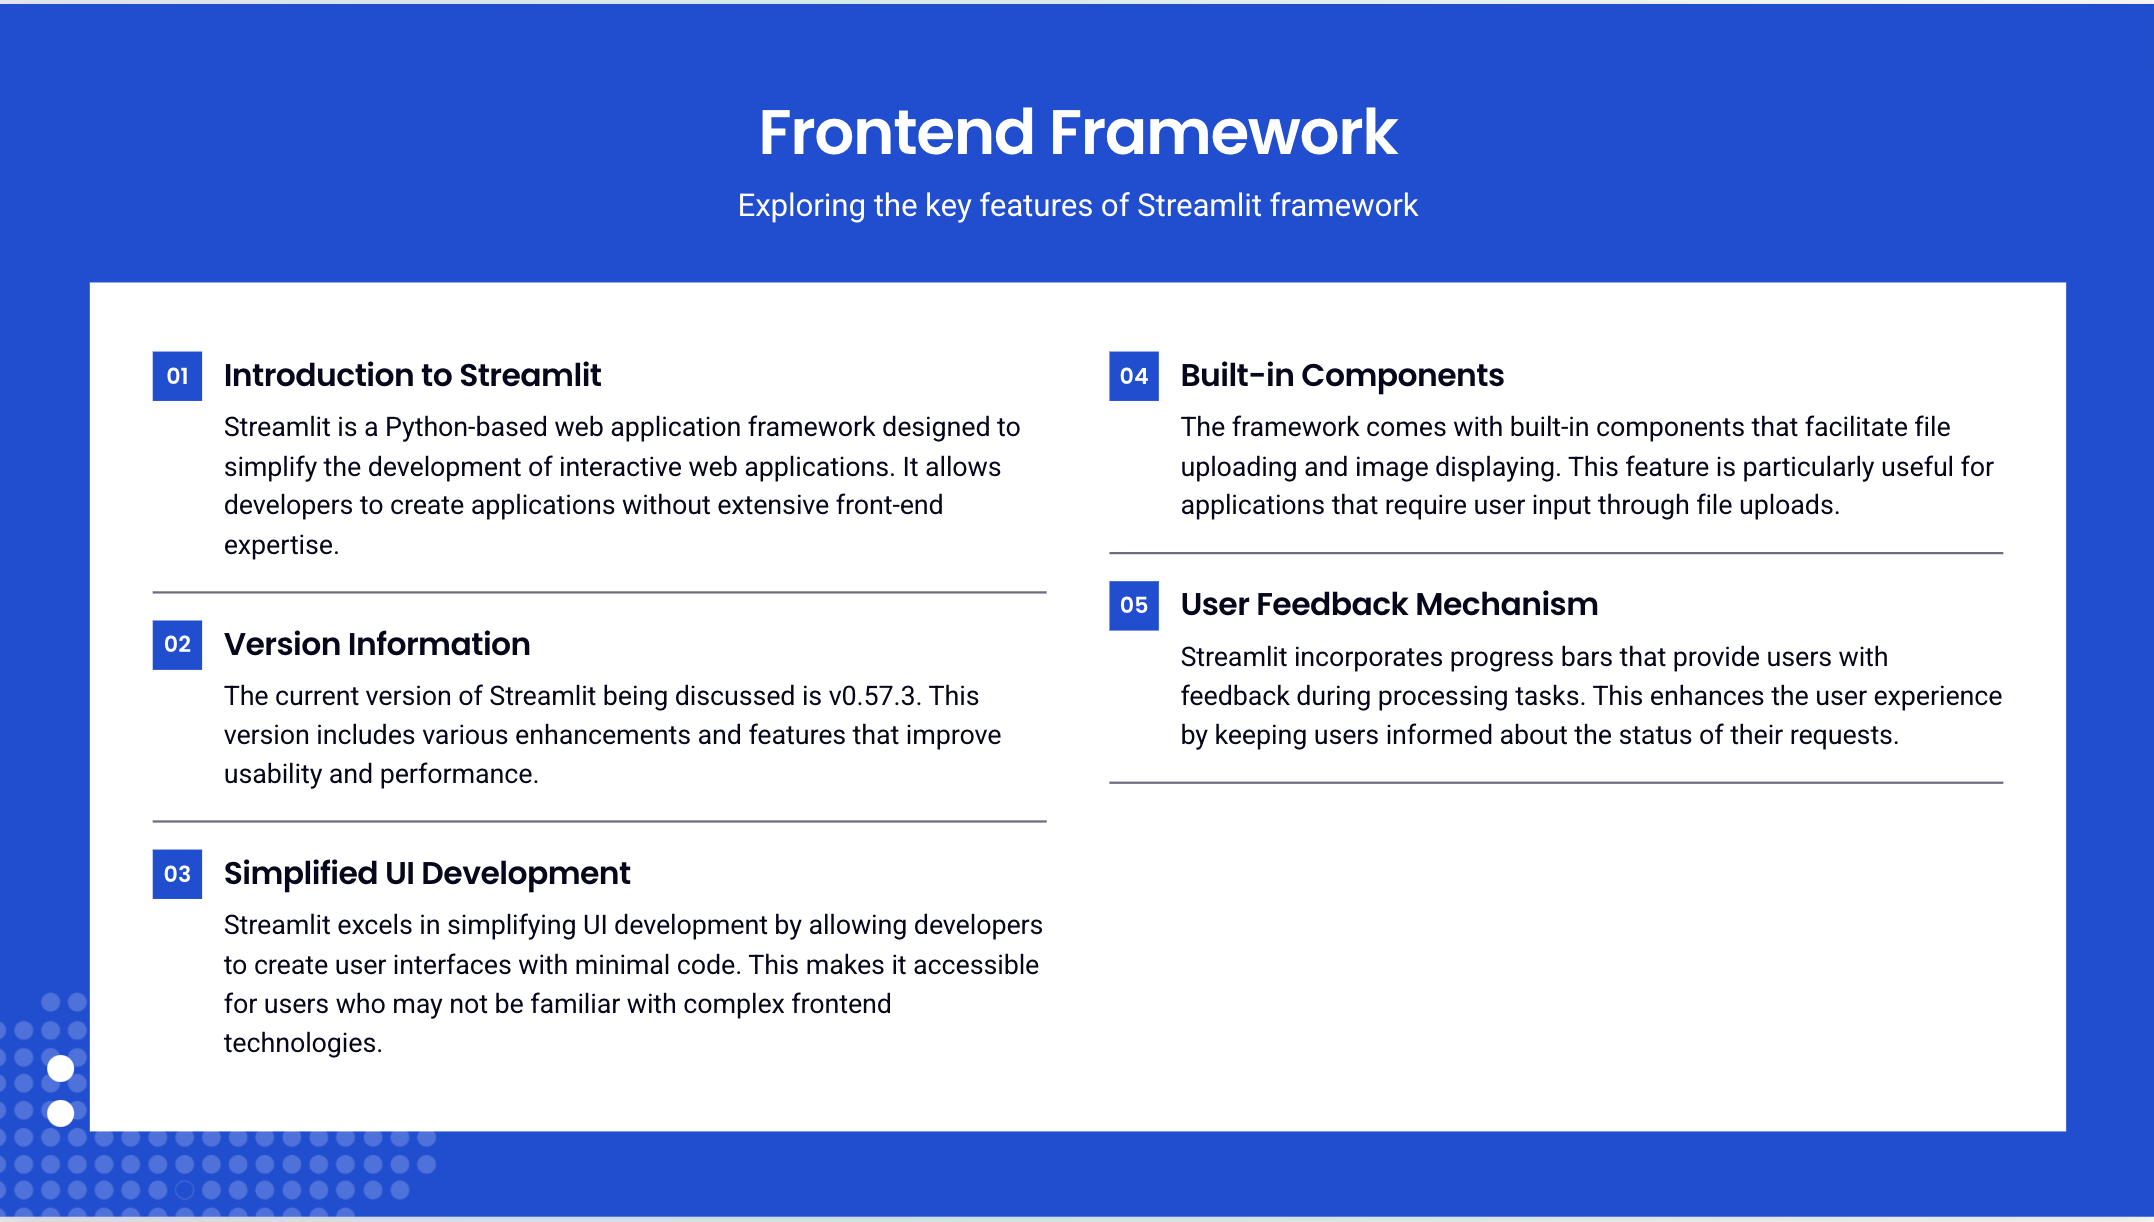 Frontend Framework
Exploring the key features of Streamlit framework
01
Introduction to Streamlit
Streamlit is a Python-based web application framework designed to
simplify the development of interactive web applications. It allows
developers to create applications without extensive front-end
expertise.
02
Version Information
The current version of Streamlit being discussed is v0.57.3. This
version includes various enhancements and features that improve
usability and performance.
03
Simplified UI Development
Streamlit excels in simplifying UI development by allowing developers
to create user interfaces with minimal code. This makes it accessible
for users who may not be familiar with complex frontend
technologies.
04
Built-in Components
The framework comes with built-in components that facilitate file
uploading and image displaying. This feature is particularly useful for
applications that require user input through file uploads.
05
User Feedback Mechanism
Streamlit incorporates progress bars that provide users with
feedback during processing tasks. This enhances the user experience
by keeping users informed about the status of their requests.